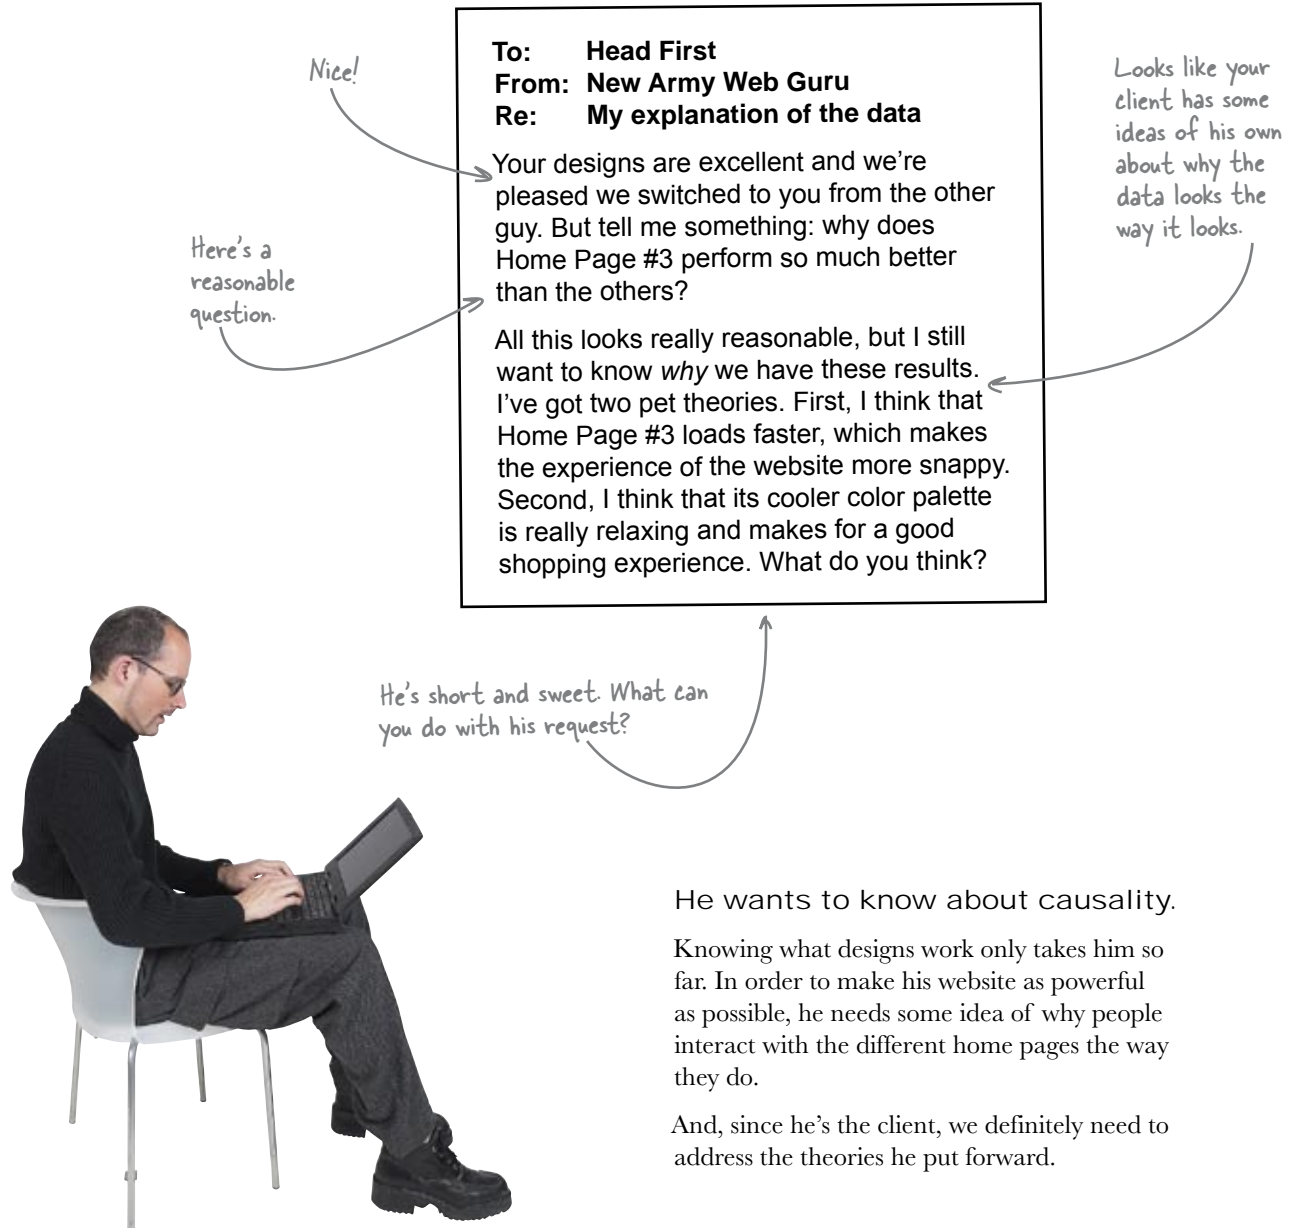 Nice!
To: Head First
From: New Army Web Guru
Re: My explanation of the data
Your designs are excellent and we’re
pleased we switched to you from the other
guy. But tell me something: why does
Home Page #3 perform so much better
than the others?
All this looks really reasonable, but I still
want to know why we have these results.
I’ve got two pet theories. First, I think that
Home Page #3 loads faster, which makes
the experience of the website more snappy.
Second, I think that its cooler color palette
is really relaxing and makes for a good
shopping experience. What do you think?
Looks like your
client has some
ideas of his own
about why the
data looks the
way it looks.
Here’s a
reasonable
question.
He’s short and sweet. What can
you do with his request?
He wants to know about causality.
Knowing what designs work only takes him so
far. In order to make his website as powerful
as possible, he needs some idea of why people
interact with the different home pages the way
they do.
And, since he’s the client, we definitely need to
address the theories he put forward.